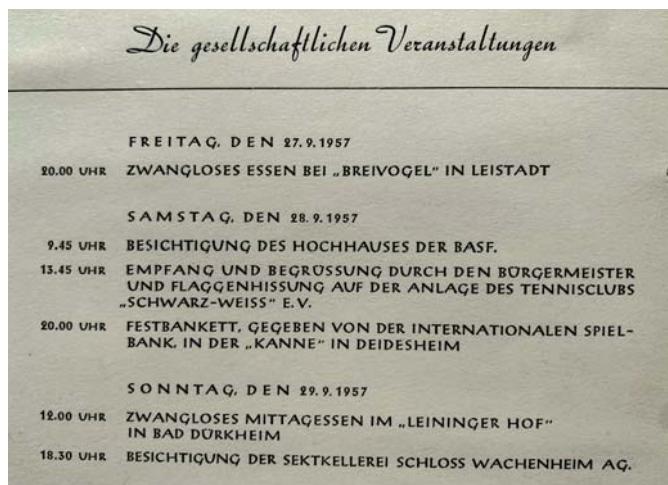 Die gesellschaftlichen Veranstaltungen
FREITAG, DEN 27.9.1957
20.00 UHR ZWANGLOSES ESSEN BEI „BREIVOGEL" IN LEISTADT
SAMSTAG, DEN 28.9.1957
9.45 UHR BESICHTIGUNG DES HOCHHAUSES DER BASF.
13.45 UHR EMPFANG UND BEGRÜSSUNG DURCH DEN BÜRGERMEISTER
UND FLAGGENHISSUNG AUF DER ANLAGE DES TENNISCLUBS
„SCHWARZ-WEISS" E.V.
20.00 UHR FESTBANKETT, GEGEBEN VON DER INTERNATIONALEN SPIEL-
BANK, IN DER „KANNE" IN DEIDESHEIM
SONNTAG, DEN 29.9.1957
12.00 UHR ZWANGLOSES MITTAGESSEN IM „LEININGER HOF"
IN BAD DÜRKHEIM
18.30 UHR BESICHTIGUNG DER SEKTKELLEREI SCHLOSS WACHENHEIM AG.